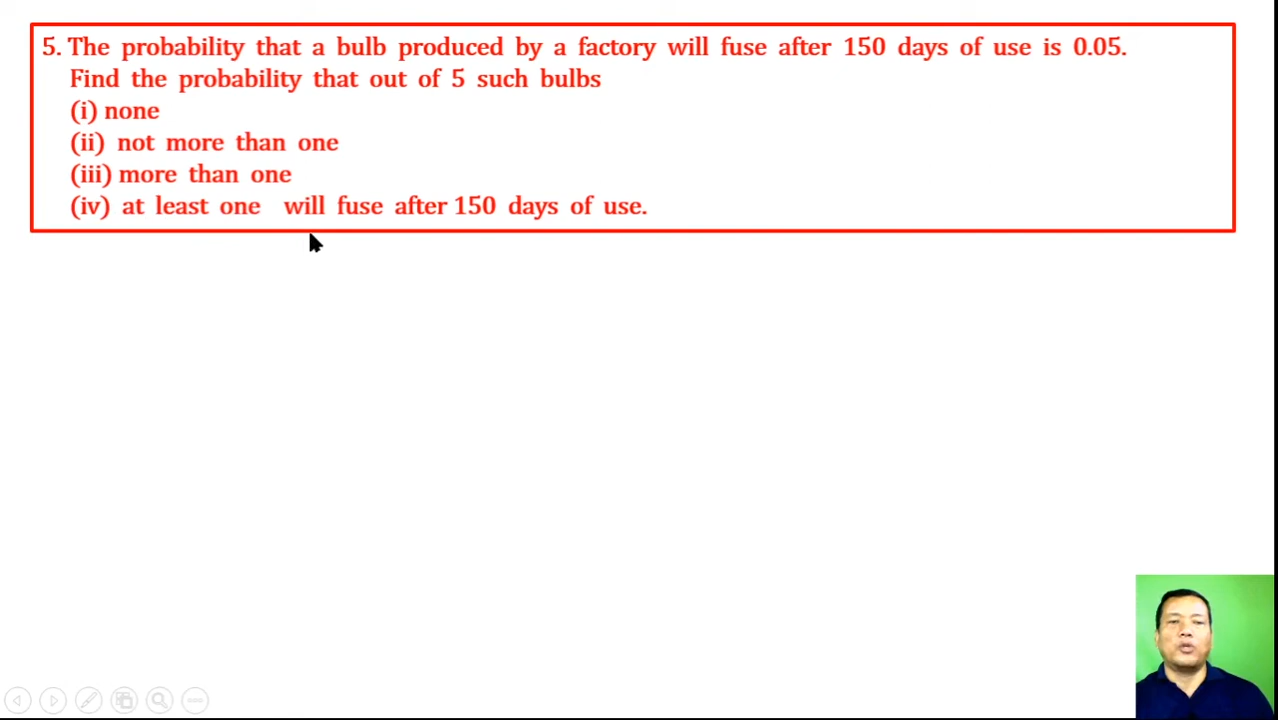 5. The probability that a bulb produced by a factory will fuse after 150 days of use is 0.05.
Find the probability that out of 5 such bulbs
(i) none
(ii) not more than one
(iii) more than one
(iv) at least one will fuse after 150 days of use.